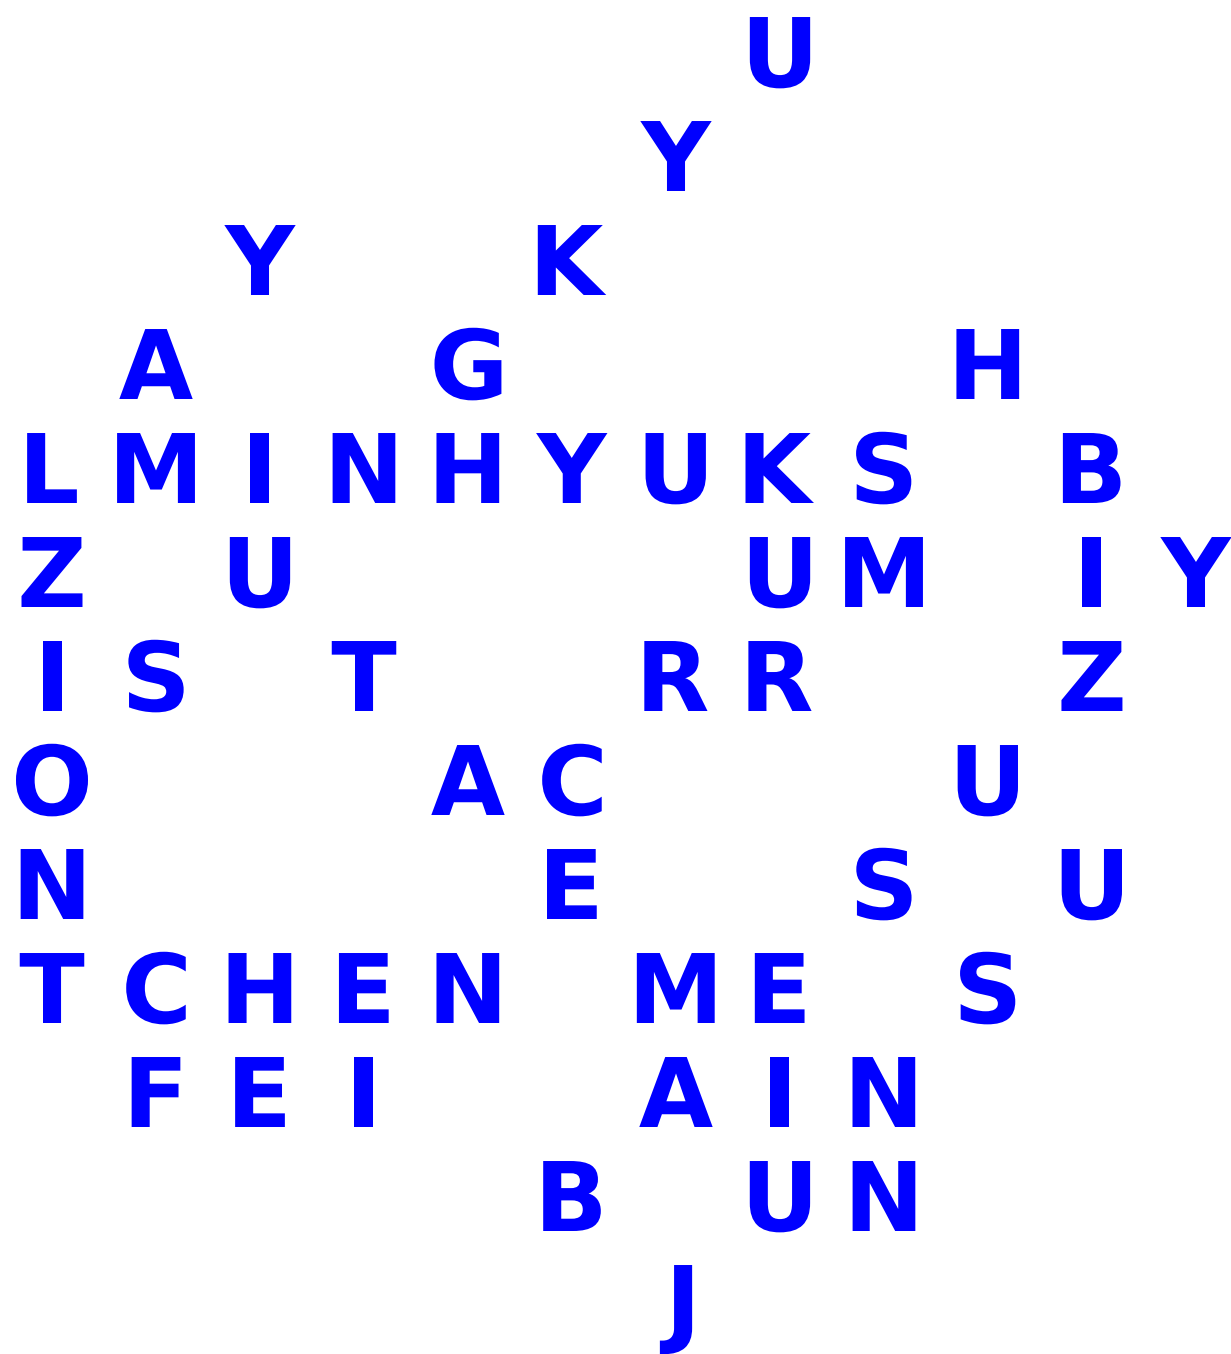 U
Y
Y K
A G H
L M I N H Y U K S B
Z U U M I Y
I S T R R Z
O A C U
N E S U
T C H E N M E S
F E I A I N
B U N
J